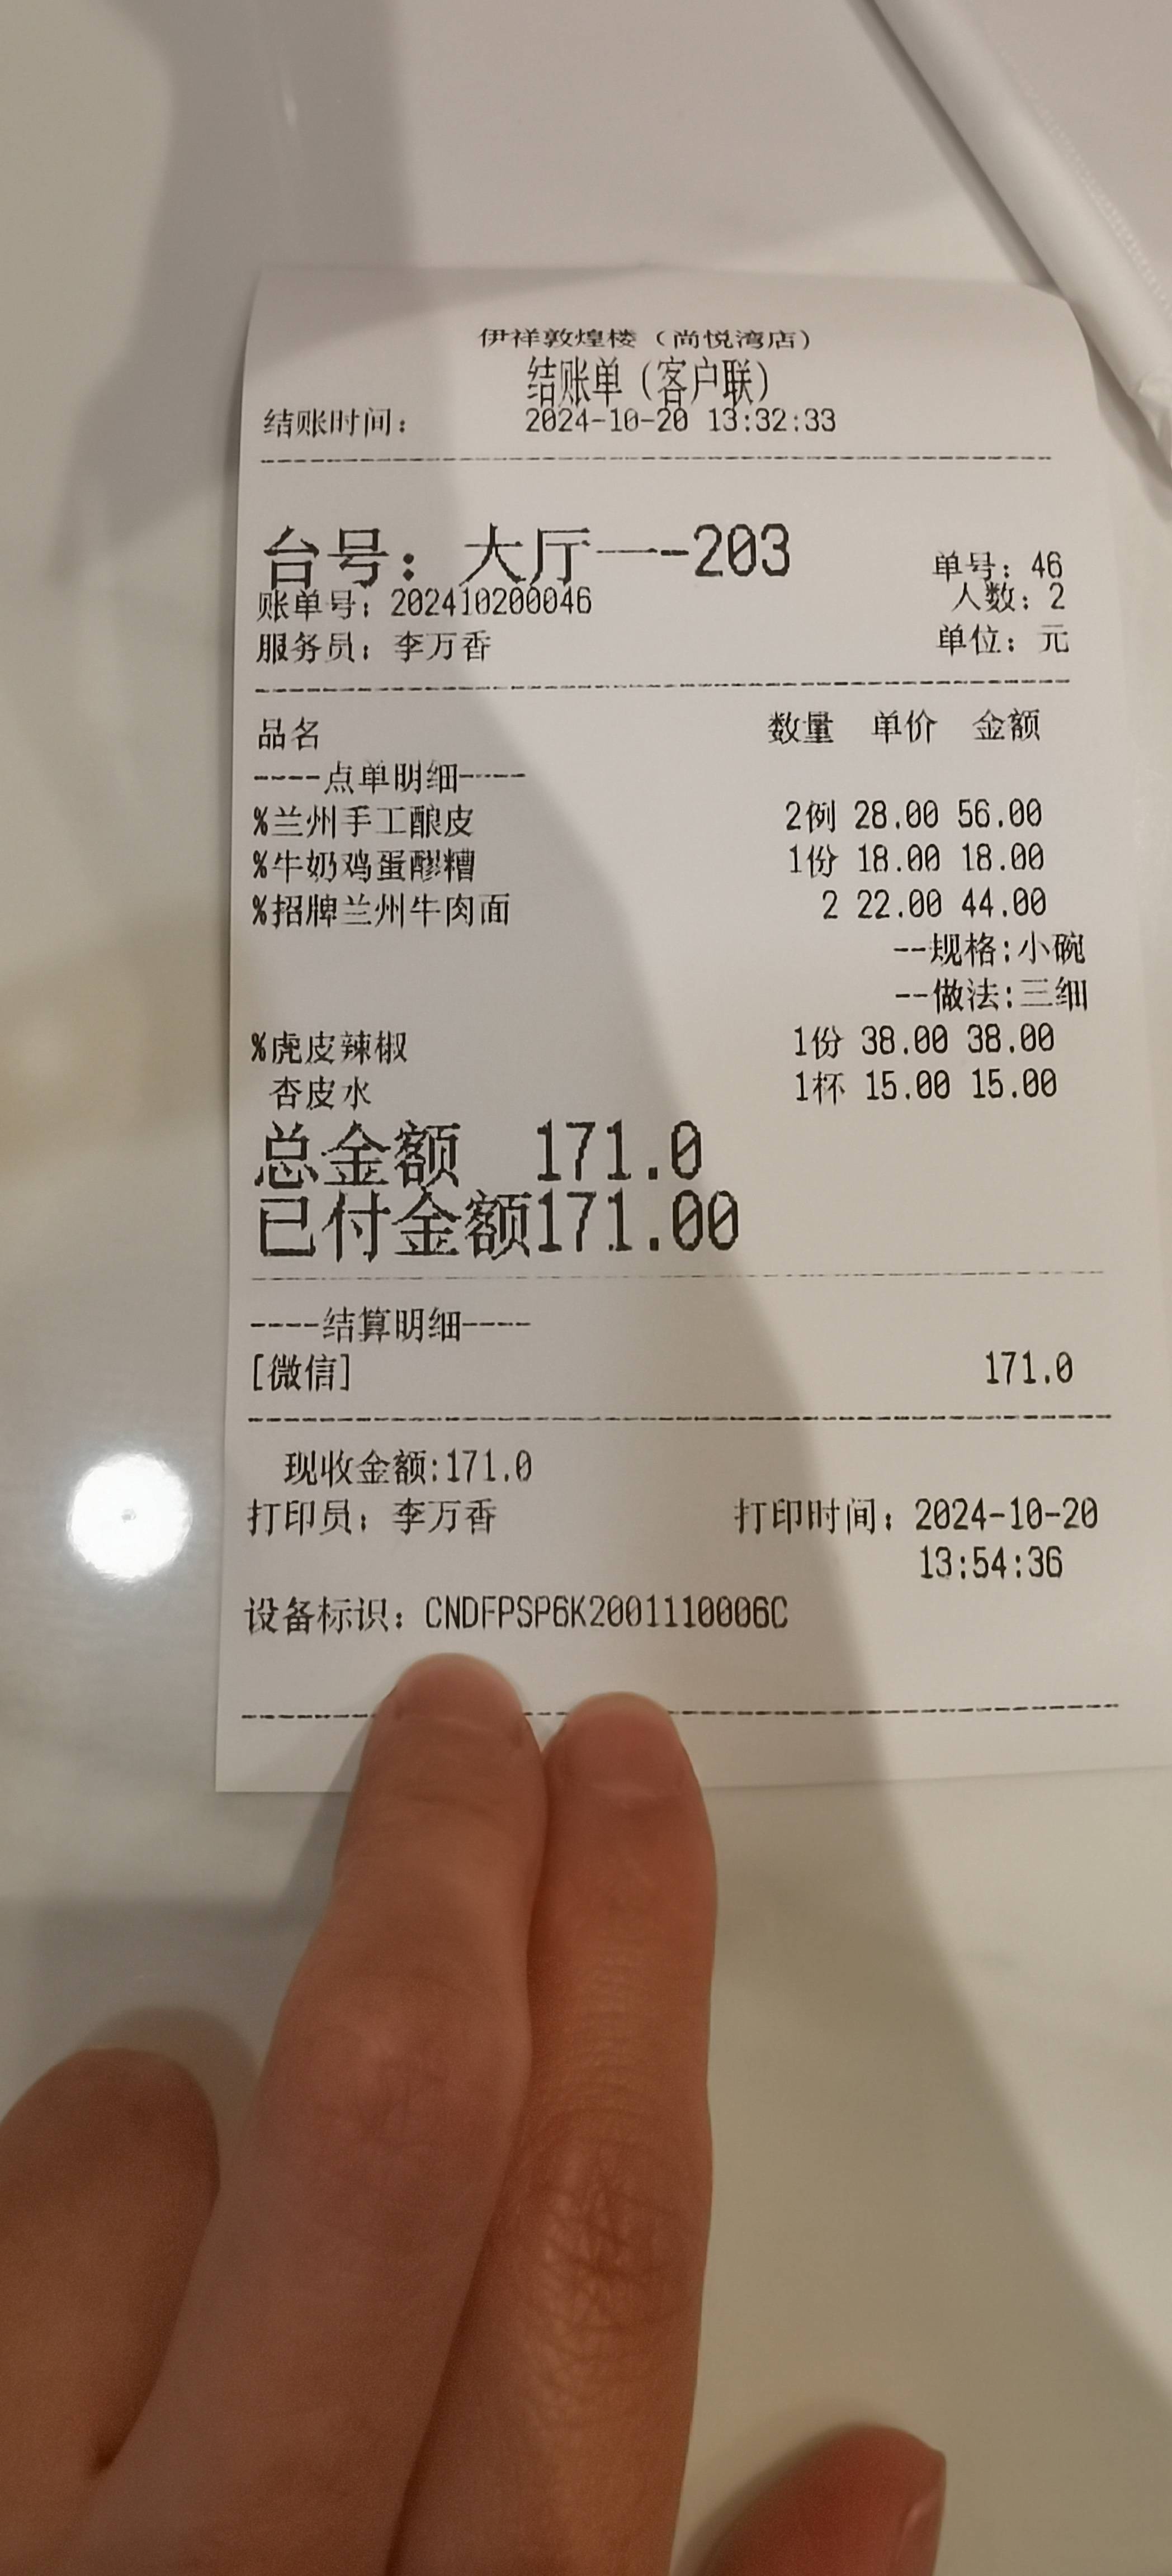 伊祥敦煌楼（尚悦湾店）
结账单（客户联）
结账时间： 2024-10-20 13:32:33
台号：大厅一-203 单号：46
账单号：202410200046 人数：2
服务员：李万香 单位：元
品名 数量 单价 金额
----点单明细----
%兰州手工酿皮 2例 28.00 56.00
%牛奶鸡蛋醪糟 1份 18.00 18.00
%招牌兰州牛肉面 2 22.00 44.00
--规格:小碗
--做法:三细
%虎皮辣椒 1份 38.00 38.00
杏皮水 1杯 15.00 15.00
总金额 171.0
已付金额171.00
----结算明细----
[微信] 171.0
现收金额:171.0
打印员：李万香 打印时间：2024-10-20
13:54:36
设备标识：CNDFPSP6K2001110006C